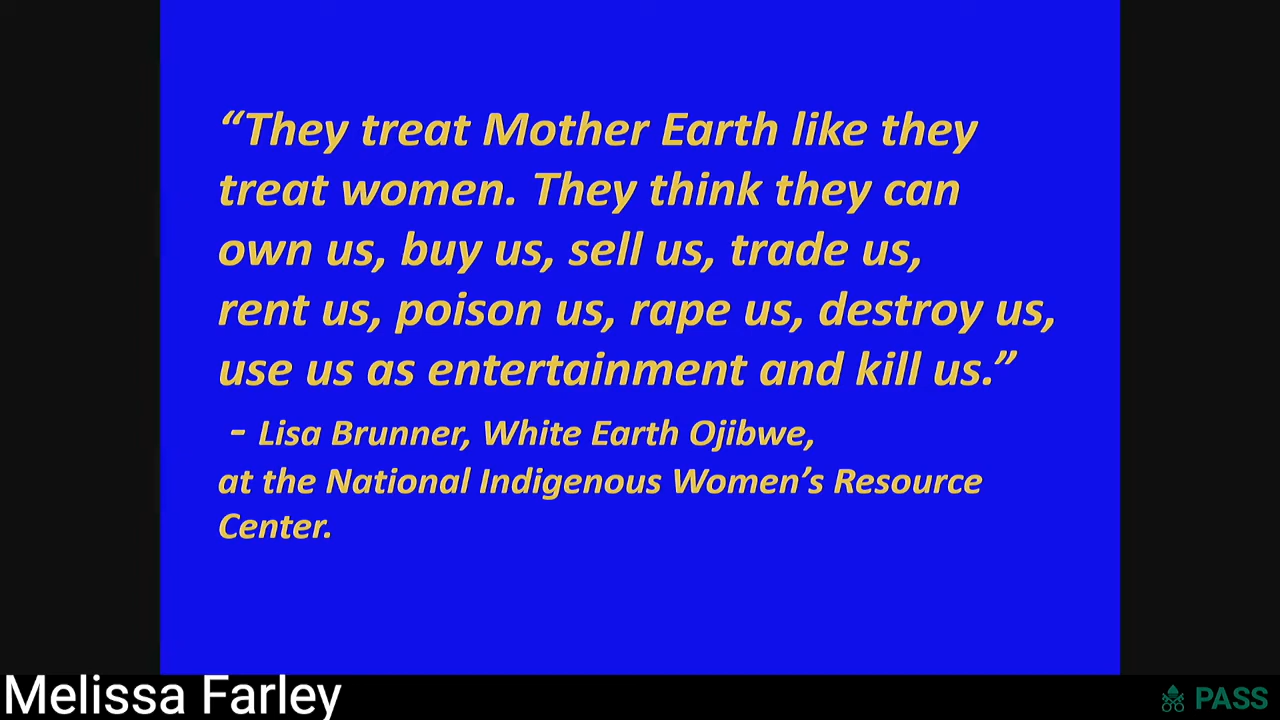 “They treat Mother Earth like they
treat women. They think they can
own us, buy us, sell us, trade us,
rent us, poison us, rape us, destroy us,
use us as entertainment and kill us.”
- Lisa Brunner, White Earth Ojibwe,
at the National Indigenous Women’s Resource
Center.
Melissa Farley
PASS